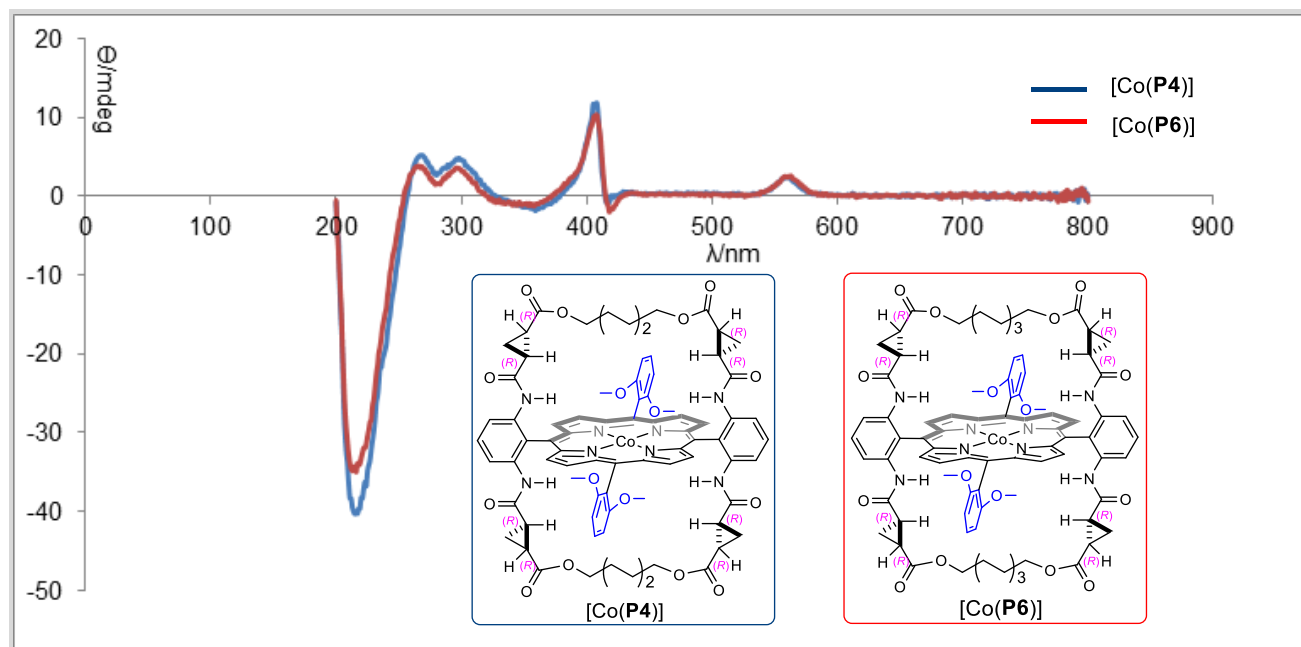 20
10
0
-10
-20
-30
-40
-50
Θ/mdeg
0 100 200 300 400 500 600 700 800 900
λ/nm
[Co(P4)]
[Co(P6)]
O O
H (R) O ( )2 O H (R)
(R) H (R) H
O N-H O O H-N O
N N Co N N
N-H O O H-N
O (R) H (R) H O
H (R) O ( )2 O (R) H
O O
[Co(P4)]
O O
H (R) O ( )3 O H (R)
(R) H (R) H
O N-H O O H-N O
N N Co N N
N-H O O H-N
O (R) H (R) H O
H (R) O ( )3 O (R) H
O O
[Co(P6)]